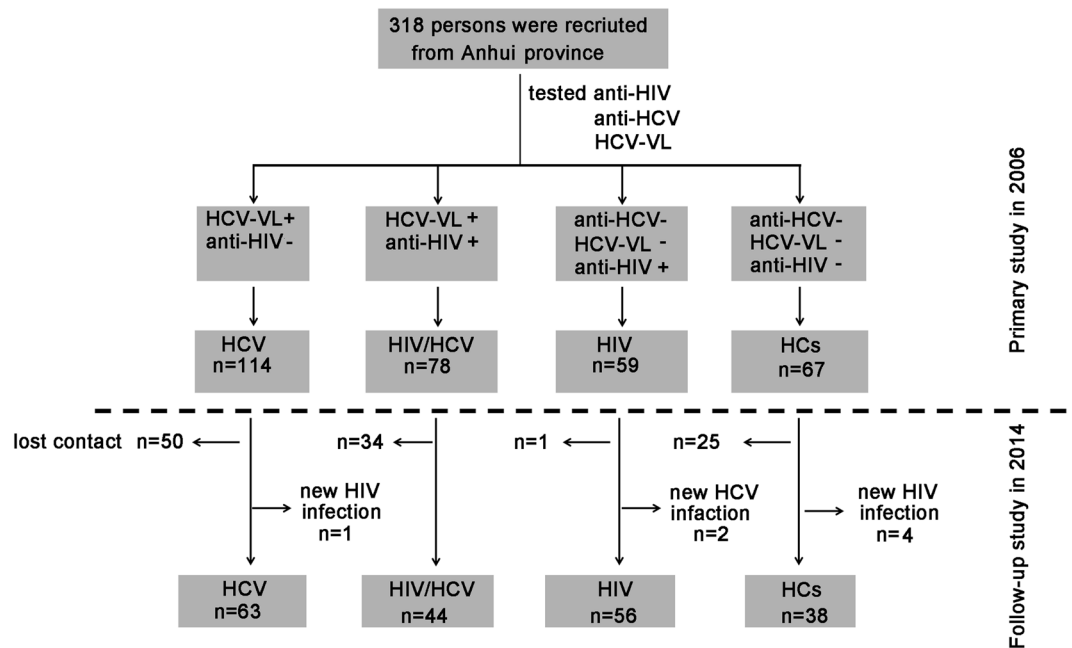 318 persons were recriuted
from Anhui province
tested anti-HIV
anti-HCV
HCV-VL
HCV-VL+
anti-HIV-
HCV-VL +
anti-HIV +
anti-HCV-
HCV-VL -
anti-HIV +
anti-HCV-
HCV-VL -
anti-HIV -
HCV
n=114
HIV/HCV
n=78
HIV
n=59
HCs
n=67
Primary study in 2006
lost contact n=50
n=34
n=1
n=25
new HIV
infection
n=1
new HCV
infaction
n=2
new HIV
infection
n=4
HCV
n=63
HIV/HCV
n=44
HIV
n=56
HCs
n=38
Follow-up study in 2014